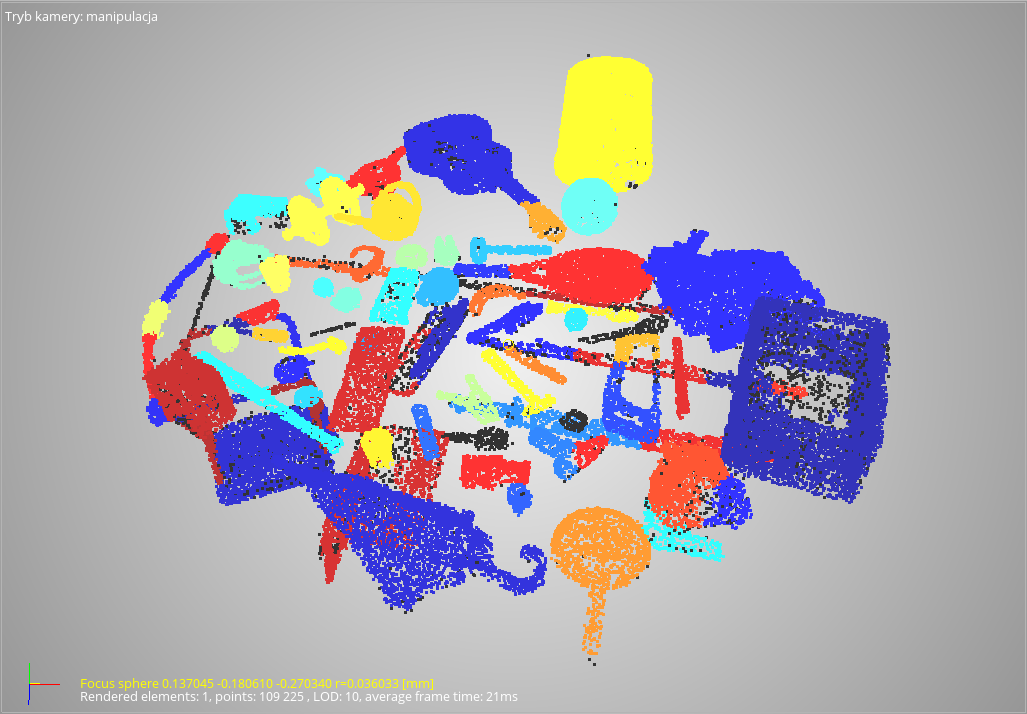 Tryb kamery: manipulacja
Focus sphere 0.137045 -0.180610 -0.270340 r=0.036033 [mm]
Rendered elements: 1, points: 109 225 , LOD: 10, average frame time: 21ms